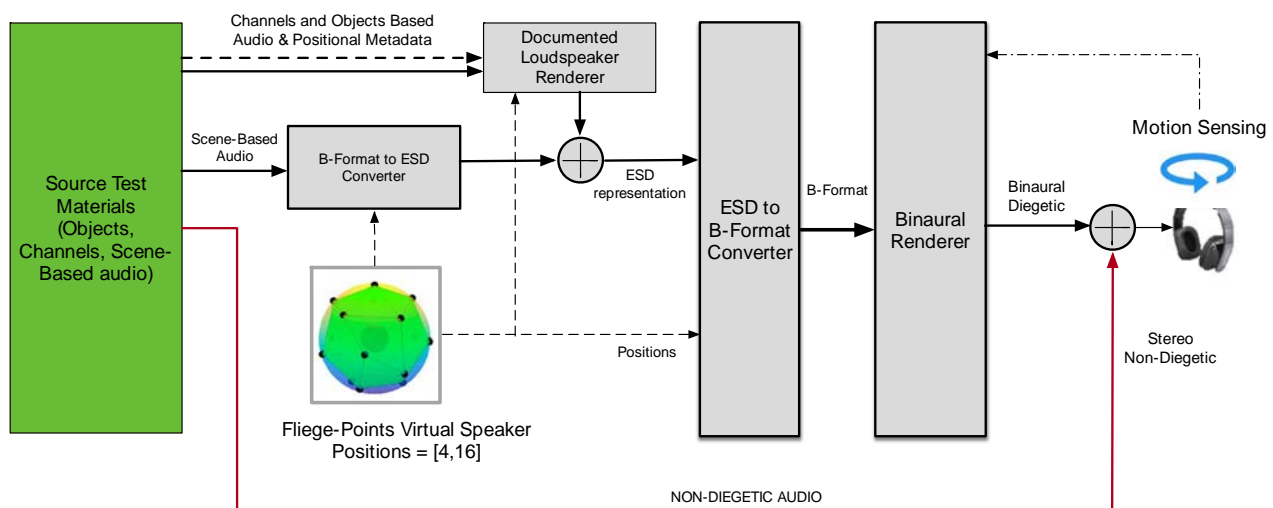 Channels and Objects Based
Audio & Positional Metadata
Documented
Loudspeaker
Renderer
Motion Sensing
Scene-Based
Audio
B-Format to ESD
Converter
ESD
representation
B-Format
Binaural
Diegetic
Source Test
Materials
(Objects,
Channels, Scene-
Based audio)
ESD to
B-Format
Converter
Binaural
Renderer
Positions
Stereo
Non-Diegetic
Fliege-Points Virtual Speaker
Positions = [4,16]
NON-DIEGETIC AUDIO